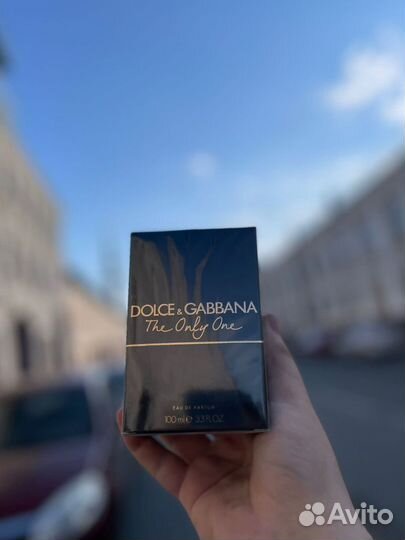 DOLCE & GABBANA
The Only One
EAU DE PARFUM
100 ml ℮ 3.3 FL. OZ.
Avito